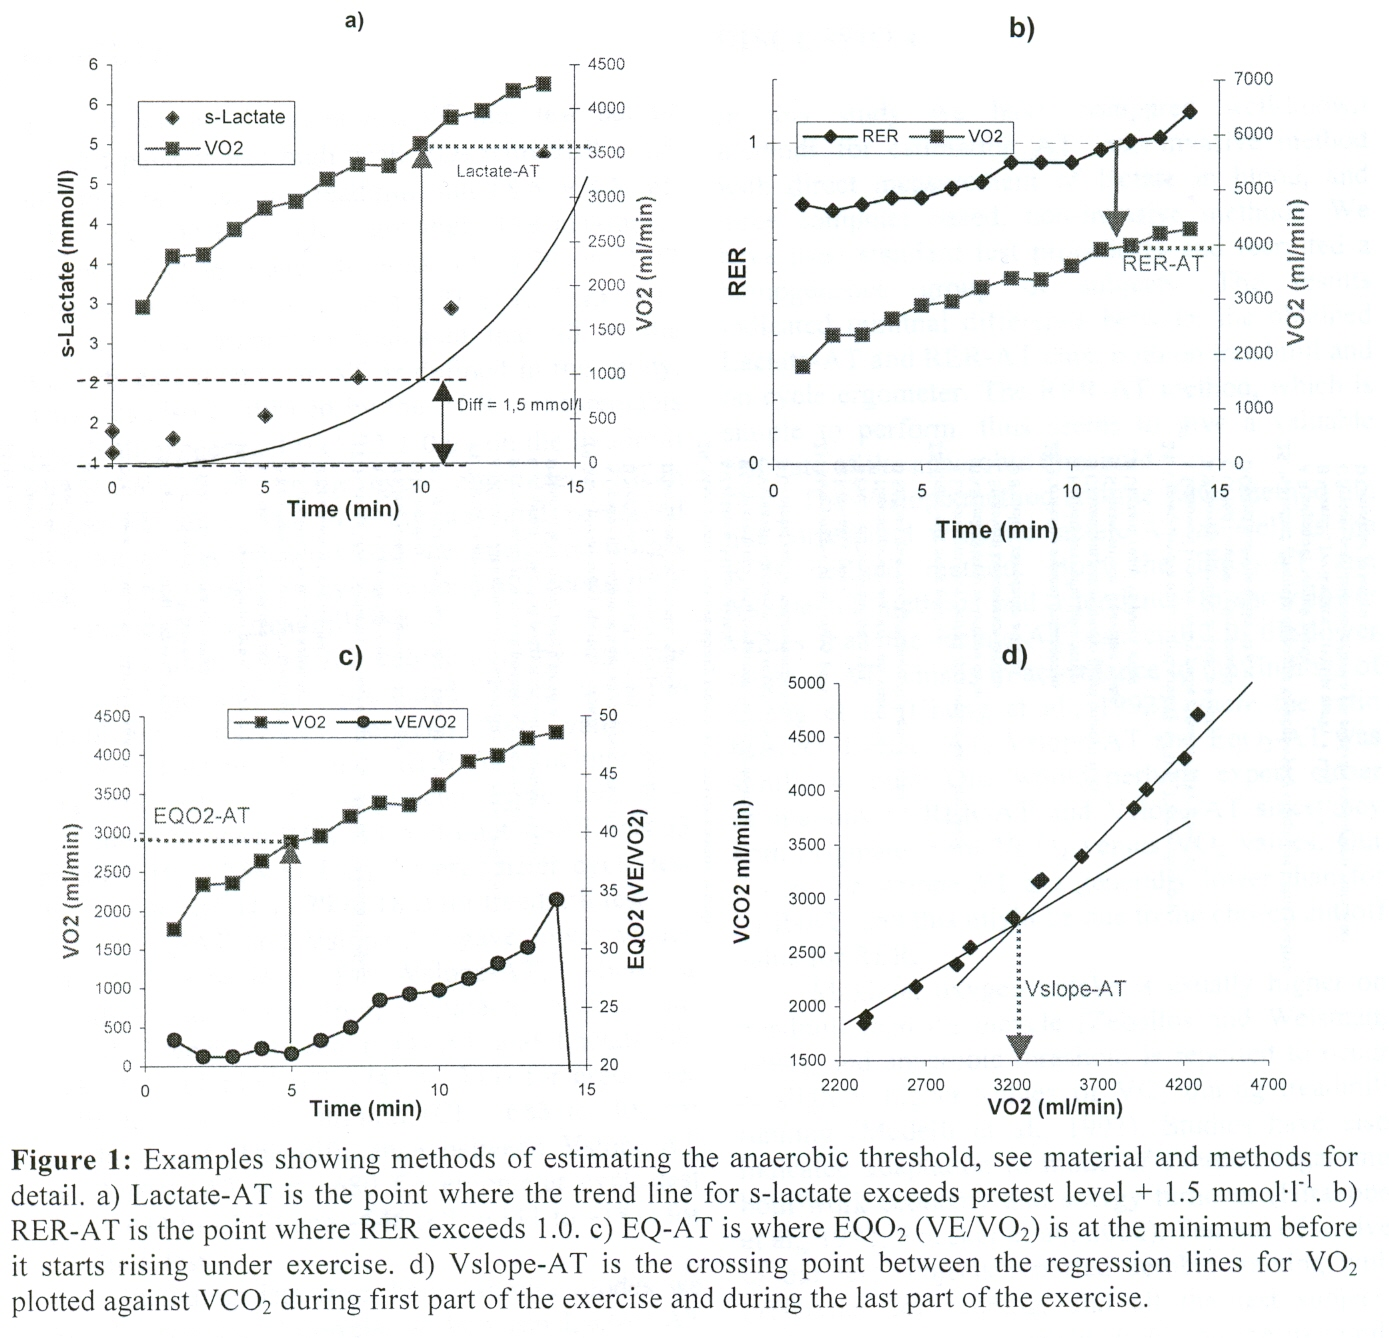 a)
6
6
5
5
4
4
3
3
2
2
1
s-Lactate (mmol/l)
s-Lactate
VO2
4500
4000
3500
3000
2500
2000
1500
1000
500
0
VO2 (ml/min)
Lactate-AT
Diff = 1,5 mmol/l
0 5 10 15
Time (min)
b)
1
0
RER
RER VO2
7000
6000
5000
4000
3000
2000
1000
0
VO2 (ml/min)
RER-AT
0 5 10 15
Time (min)
c)
VO2 VE/VO2
4500
4000
3500
3000
2500
2000
1500
1000
500
0
VO2 (ml/min)
EQO2-AT
50
45
40
35
30
25
20
EQO2 (VE/VO2)
0 5 10 15
Time (min)
d)
5000
4500
4000
3500
3000
2500
2000
1500
VCO2 ml/min)
Vslope-AT
2200 2700 3200 3700 4200 4700
VO2 (ml/min)
Figure 1: Examples showing methods of estimating the anaerobic threshold, see material and methods for
detail. a) Lactate-AT is the point where the trend line for s-lactate exceeds pretest level + 1.5 mmol·l⁻¹. b)
RER-AT is the point where RER exceeds 1.0. c) EQ-AT is where EQO₂ (VE/VO₂) is at the minimum before
it starts rising under exercise. d) Vslope-AT is the crossing point between the regression lines for VO₂
plotted against VCO₂ during first part of the exercise and during the last part of the exercise.